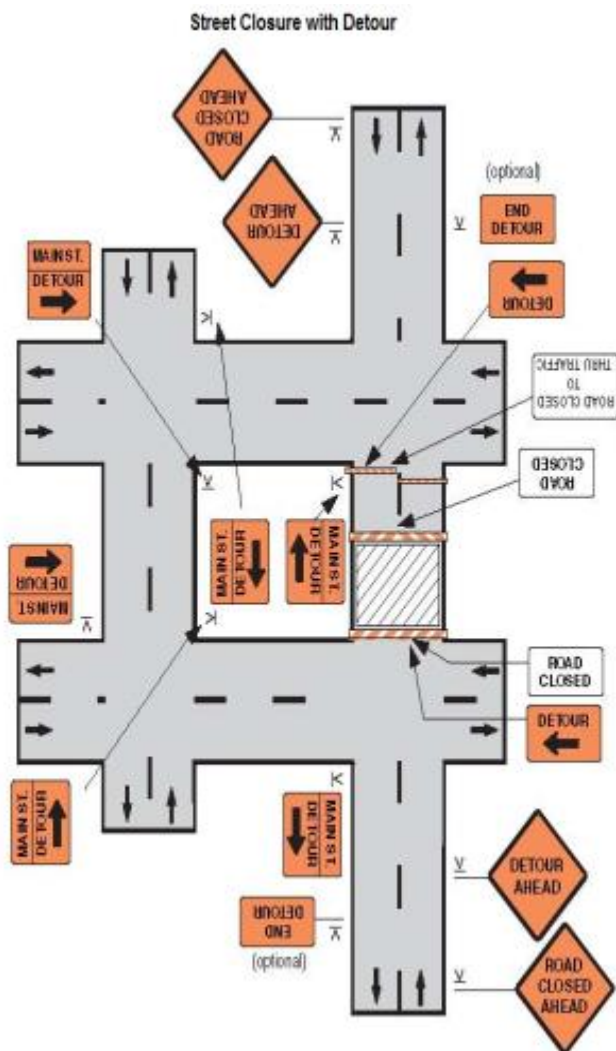 Street Closure with Detour
ROAD
CLOSED
AHEAD
DETOUR
AHEAD
(optional)
END
DETOUR
MAIN ST.
DETOUR
DETOUR
ROAD CLOSED
TO
THRU TRAFFIC
ROAD
CLOSED
MAIN ST.
DETOUR
MAIN ST.
DETOUR
MAIN ST.
DETOUR
ROAD
CLOSED
DETOUR
MAIN ST.
DETOUR
MAIN ST.
DETOUR
DETOUR
AHEAD
END
DETOUR
(optional)
ROAD
CLOSED
AHEAD